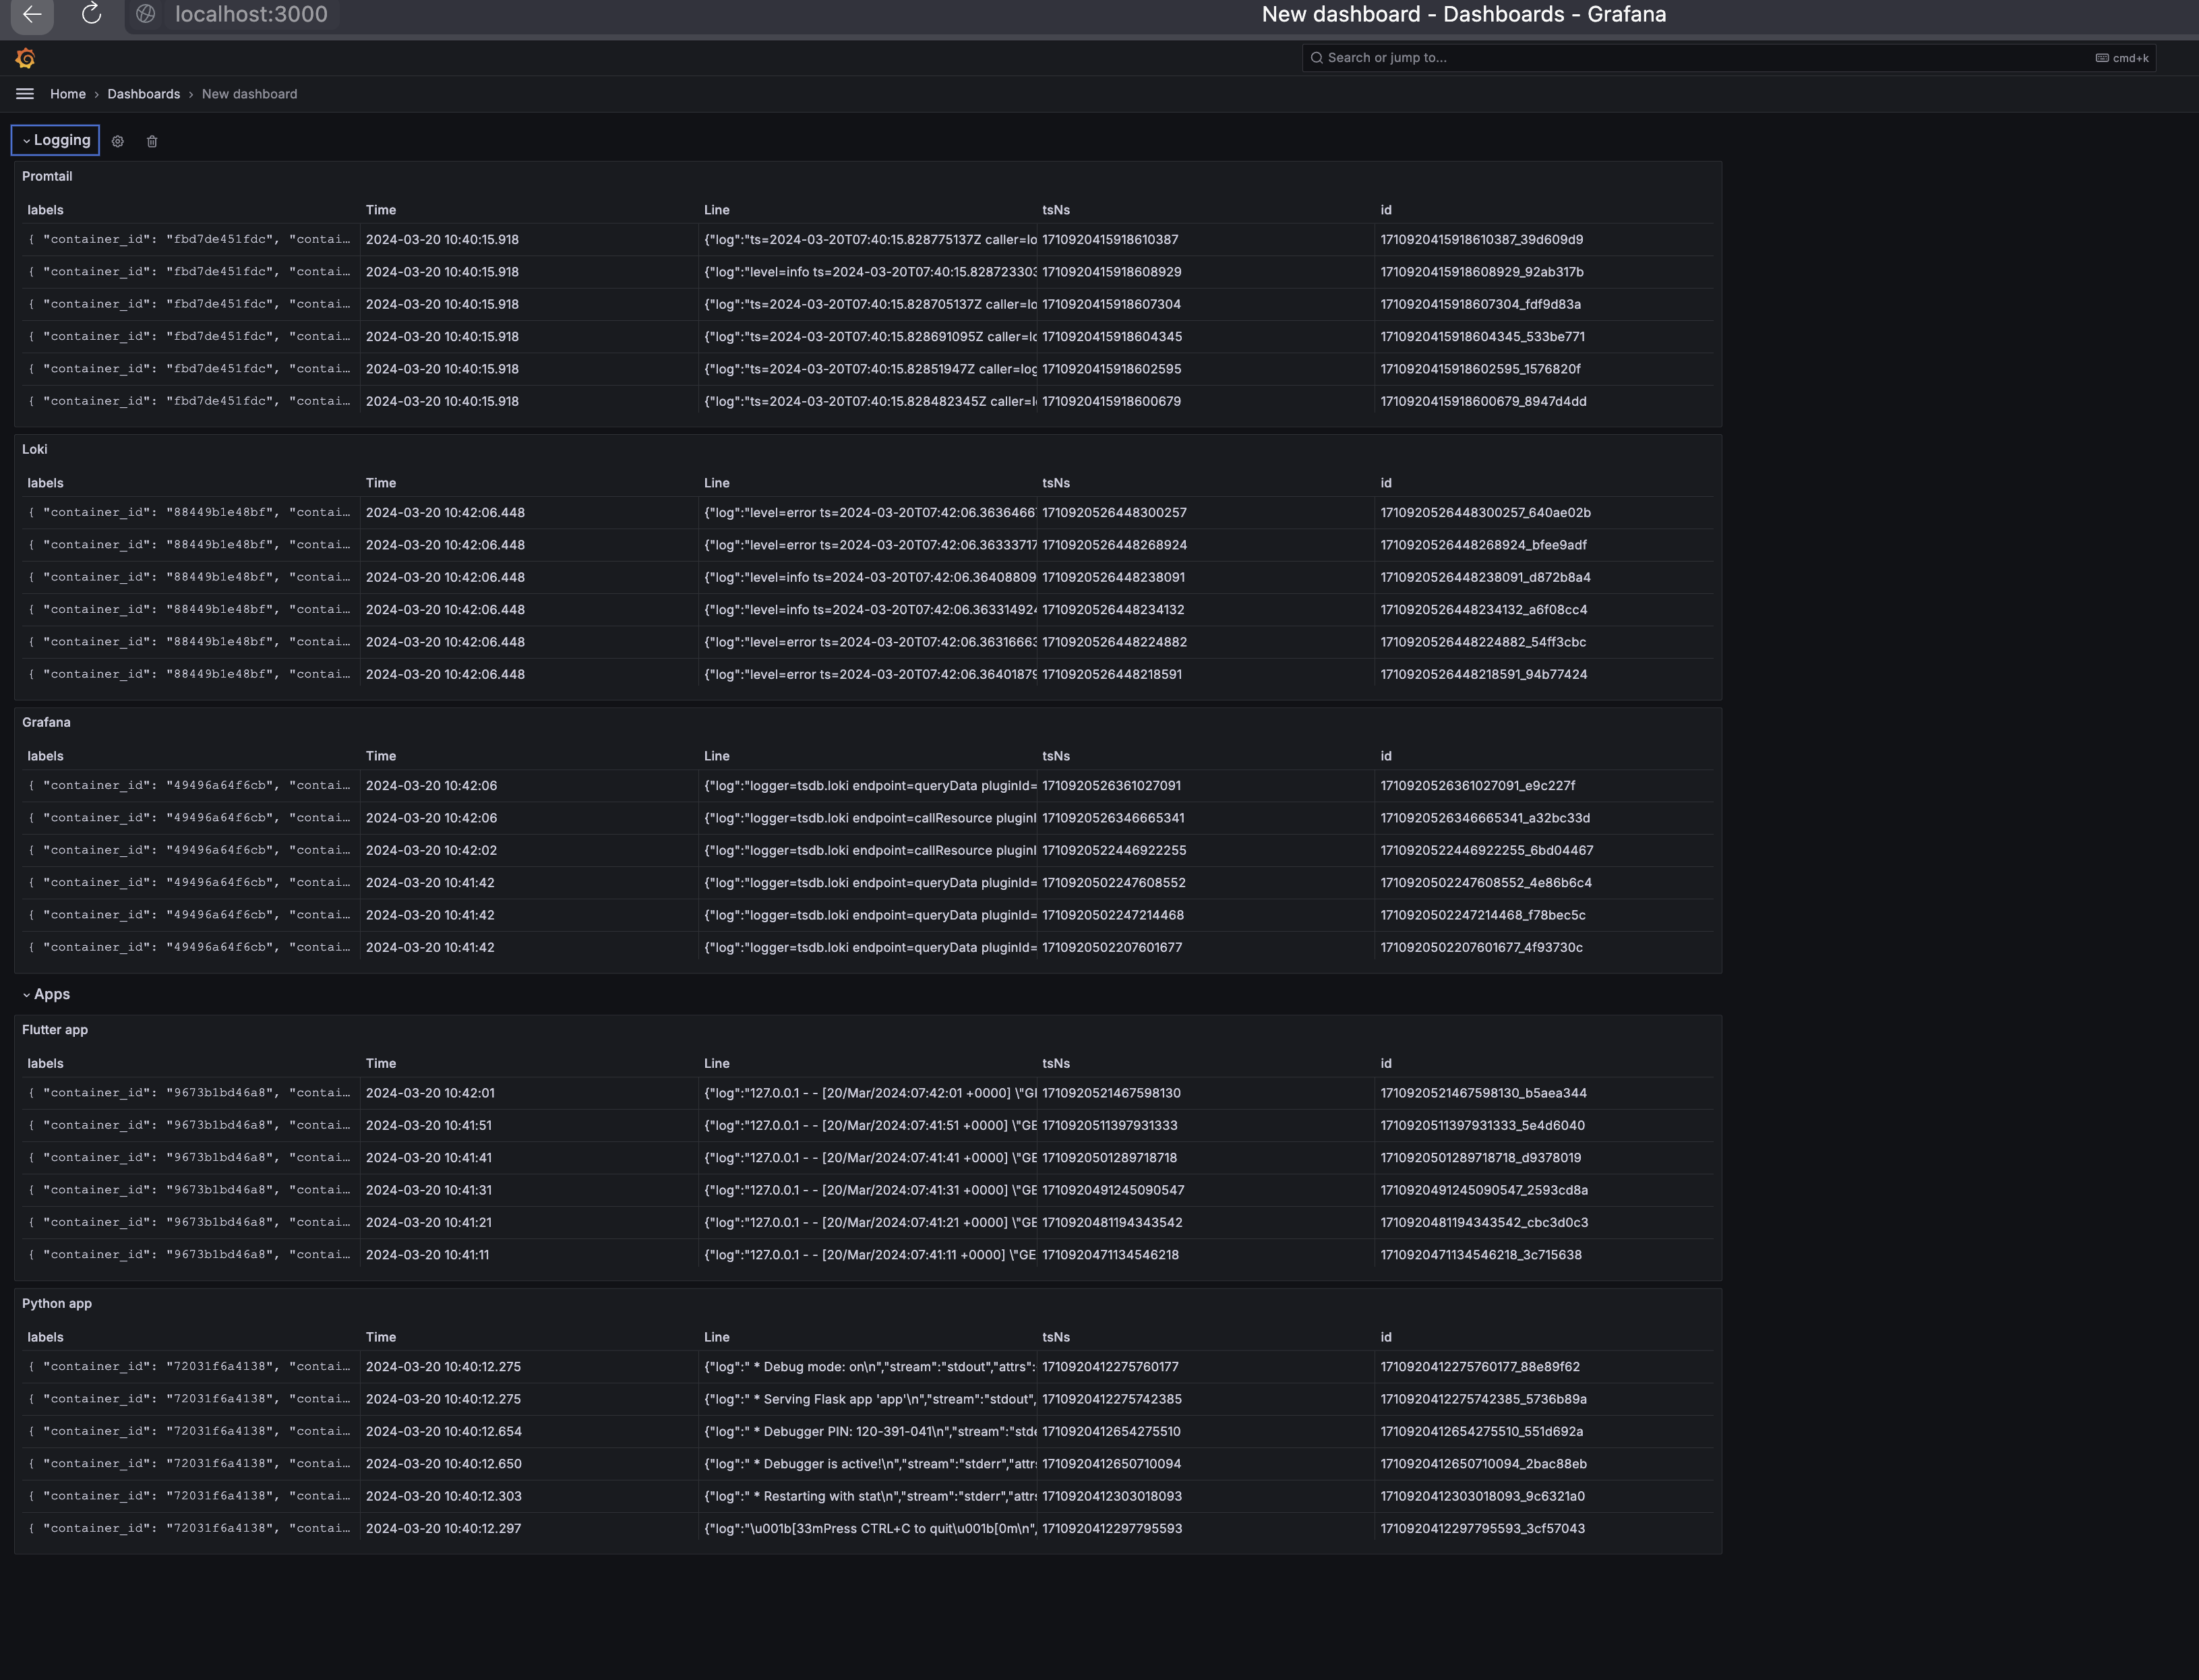 localhost:3000
New dashboard - Dashboards - Grafana
Search or jump to...
cmd+k
Home › Dashboards › New dashboard
Logging
Promtail
labels Time Line tsNs id
{ "container_id": "fbd7de451fdc", "contai… 2024-03-20 10:40:15.918 {"log":"ts=2024-03-20T07:40:15.828775137Z caller=lo 1710920415918610387 1710920415918610387_39d609d9
{ "container_id": "fbd7de451fdc", "contai… 2024-03-20 10:40:15.918 {"log":"level=info ts=2024-03-20T07:40:15.828723303 1710920415918608929 1710920415918608929_92ab317b
{ "container_id": "fbd7de451fdc", "contai… 2024-03-20 10:40:15.918 {"log":"ts=2024-03-20T07:40:15.828705137Z caller=lo 1710920415918607304 1710920415918607304_fdf9d83a
{ "container_id": "fbd7de451fdc", "contai… 2024-03-20 10:40:15.918 {"log":"ts=2024-03-20T07:40:15.828691095Z caller=lo 1710920415918604345 1710920415918604345_533be771
{ "container_id": "fbd7de451fdc", "contai… 2024-03-20 10:40:15.918 {"log":"ts=2024-03-20T07:40:15.82851947Z caller=log 1710920415918602595 1710920415918602595_1576820f
{ "container_id": "fbd7de451fdc", "contai… 2024-03-20 10:40:15.918 {"log":"ts=2024-03-20T07:40:15.828482345Z caller=l 1710920415918600679 1710920415918600679_8947d4dd
Loki
labels Time Line tsNs id
{ "container_id": "88449b1e48bf", "contai… 2024-03-20 10:42:06.448 {"log":"level=error ts=2024-03-20T07:42:06.36364667 1710920526448300257 1710920526448300257_640ae02b
{ "container_id": "88449b1e48bf", "contai… 2024-03-20 10:42:06.448 {"log":"level=error ts=2024-03-20T07:42:06.36333717 1710920526448268924 1710920526448268924_bfee9adf
{ "container_id": "88449b1e48bf", "contai… 2024-03-20 10:42:06.448 {"log":"level=info ts=2024-03-20T07:42:06.36408809 1710920526448238091 1710920526448238091_d872b8a4
{ "container_id": "88449b1e48bf", "contai… 2024-03-20 10:42:06.448 {"log":"level=info ts=2024-03-20T07:42:06.363314924 1710920526448234132 1710920526448234132_a6f08cc4
{ "container_id": "88449b1e48bf", "contai… 2024-03-20 10:42:06.448 {"log":"level=error ts=2024-03-20T07:42:06.36316663 1710920526448224882 1710920526448224882_54ff3cbc
{ "container_id": "88449b1e48bf", "contai… 2024-03-20 10:42:06.448 {"log":"level=error ts=2024-03-20T07:42:06.36401879 1710920526448218591 1710920526448218591_94b77424
Grafana
labels Time Line tsNs id
{ "container_id": "49496a64f6cb", "contai… 2024-03-20 10:42:06 {"log":"logger=tsdb.loki endpoint=queryData pluginId= 1710920526361027091 1710920526361027091_e9c227f
{ "container_id": "49496a64f6cb", "contai… 2024-03-20 10:42:06 {"log":"logger=tsdb.loki endpoint=callResource pluginI 1710920526346665341 1710920526346665341_a32bc33d
{ "container_id": "49496a64f6cb", "contai… 2024-03-20 10:42:02 {"log":"logger=tsdb.loki endpoint=callResource pluginI 1710920522446922255 1710920522446922255_6bd04467
{ "container_id": "49496a64f6cb", "contai… 2024-03-20 10:41:42 {"log":"logger=tsdb.loki endpoint=queryData pluginId= 1710920502247608552 1710920502247608552_4e86b6c4
{ "container_id": "49496a64f6cb", "contai… 2024-03-20 10:41:42 {"log":"logger=tsdb.loki endpoint=queryData pluginId= 1710920502247214468 1710920502247214468_f78bec5c
{ "container_id": "49496a64f6cb", "contai… 2024-03-20 10:41:42 {"log":"logger=tsdb.loki endpoint=queryData pluginId= 1710920502207601677 1710920502207601677_4f93730c
Apps
Flutter app
labels Time Line tsNs id
{ "container_id": "9673b1bd46a8", "contai… 2024-03-20 10:42:01 {"log":"127.0.0.1 - - [20/Mar/2024:07:42:01 +0000] \"GI 1710920521467598130 1710920521467598130_b5aea344
{ "container_id": "9673b1bd46a8", "contai… 2024-03-20 10:41:51 {"log":"127.0.0.1 - - [20/Mar/2024:07:41:51 +0000] \"GE 1710920511397931333 1710920511397931333_5e4d6040
{ "container_id": "9673b1bd46a8", "contai… 2024-03-20 10:41:41 {"log":"127.0.0.1 - - [20/Mar/2024:07:41:41 +0000] \"GE 1710920501289718718 1710920501289718718_d9378019
{ "container_id": "9673b1bd46a8", "contai… 2024-03-20 10:41:31 {"log":"127.0.0.1 - - [20/Mar/2024:07:41:31 +0000] \"GE 1710920491245090547 1710920491245090547_2593cd8a
{ "container_id": "9673b1bd46a8", "contai… 2024-03-20 10:41:21 {"log":"127.0.0.1 - - [20/Mar/2024:07:41:21 +0000] \"GE 1710920481194343542 1710920481194343542_cbc3d0c3
{ "container_id": "9673b1bd46a8", "contai… 2024-03-20 10:41:11 {"log":"127.0.0.1 - - [20/Mar/2024:07:41:11 +0000] \"GE 1710920471134546218 1710920471134546218_3c715638
Python app
labels Time Line tsNs id
{ "container_id": "72031f6a4138", "contai… 2024-03-20 10:40:12.275 {"log":" * Debug mode: on\n","stream":"stdout","attrs": 1710920412275760177 1710920412275760177_88e89f62
{ "container_id": "72031f6a4138", "contai… 2024-03-20 10:40:12.275 {"log":" * Serving Flask app 'app'\n","stream":"stdout", 1710920412275742385 1710920412275742385_5736b89a
{ "container_id": "72031f6a4138", "contai… 2024-03-20 10:40:12.654 {"log":" * Debugger PIN: 120-391-041\n","stream":"stde 1710920412654275510 1710920412654275510_551d692a
{ "container_id": "72031f6a4138", "contai… 2024-03-20 10:40:12.650 {"log":" * Debugger is active!\n","stream":"stderr","attr 1710920412650710094 1710920412650710094_2bac88eb
{ "container_id": "72031f6a4138", "contai… 2024-03-20 10:40:12.303 {"log":" * Restarting with stat\n","stream":"stderr","attrs 1710920412303018093 1710920412303018093_9c6321a0
{ "container_id": "72031f6a4138", "contai… 2024-03-20 10:40:12.297 {"log":"\u001b[33mPress CTRL+C to quit\u001b[0m\n", 1710920412297795593 1710920412297795593_3cf57043